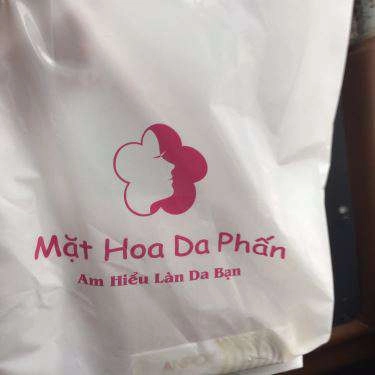 Mặt Hoa Da Phấn
Am Hiểu Làn Da Bạn